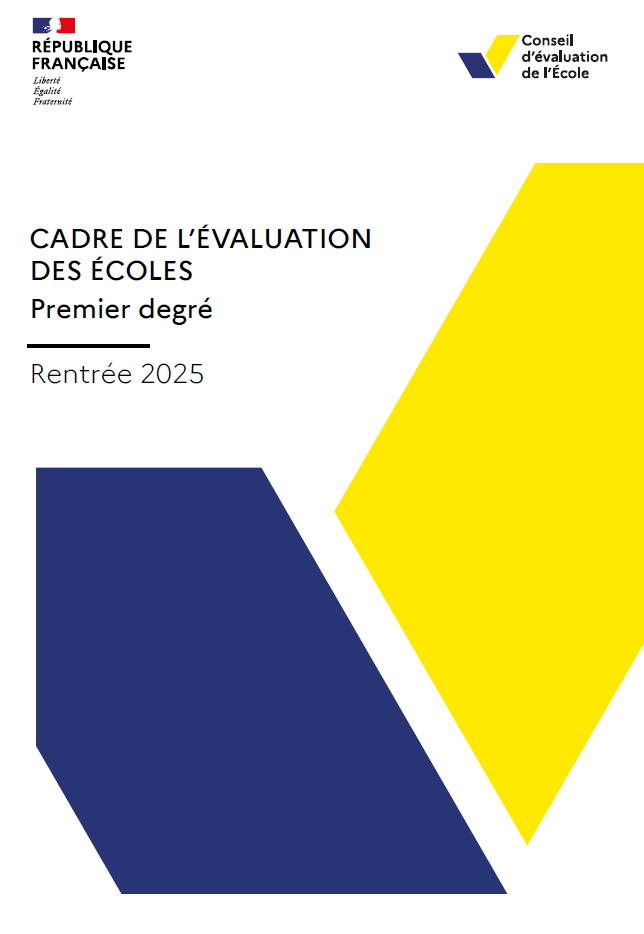 RÉPUBLIQUE
FRANÇAISE
Liberté
Égalité
Fraternité
Conseil
d'évaluation
de l'École
CADRE DE L'ÉVALUATION
DES ÉCOLES
Premier degré
Rentrée 2025